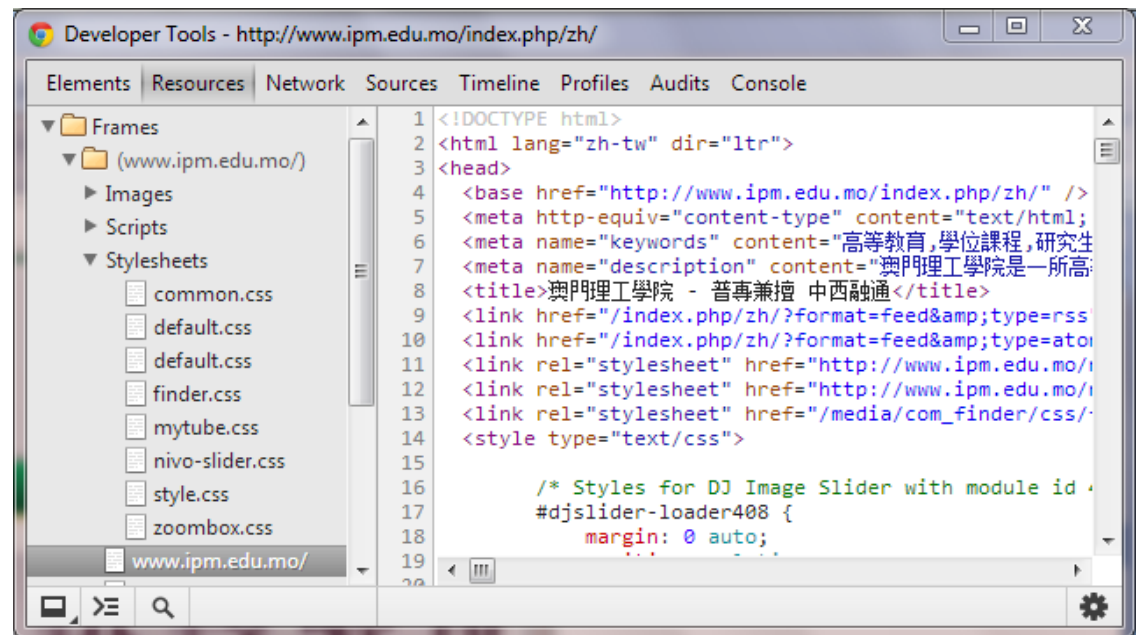 Developer Tools - http://www.ipm.edu.mo/index.php/zh/
Elements Resources Network Sources Timeline Profiles Audits Console
Frames
(www.ipm.edu.mo/)
Images
Scripts
Stylesheets
common.css
default.css
default.css
finder.css
mytube.css
nivo-slider.css
style.css
zoombox.css
www.ipm.edu.mo/
1 <!DOCTYPE html>
2 <html lang="zh-tw" dir="ltr">
3 <head>
4 <base href="http://www.ipm.edu.mo/index.php/zh/" />
5 <meta http-equiv="content-type" content="text/html;
6 <meta name="keywords" content="高等教育,學位課程,研究生
7 <meta name="description" content="澳門理工學院是一所高
8 <title>澳門理工學院 - 普專兼擅 中西融通</title>
9 <link href="/index.php/zh/?format=feed&amp;type=rss"
10 <link href="/index.php/zh/?format=feed&amp;type=ato
11 <link rel="stylesheet" href="http://www.ipm.edu.mo/
12 <link rel="stylesheet" href="http://www.ipm.edu.mo/
13 <link rel="stylesheet" href="/media/com_finder/css/
14 <style type="text/css">
15
16 /* Styles for DJ Image Slider with module id
17 #djslider-loader408 {
18 margin: 0 auto;
19